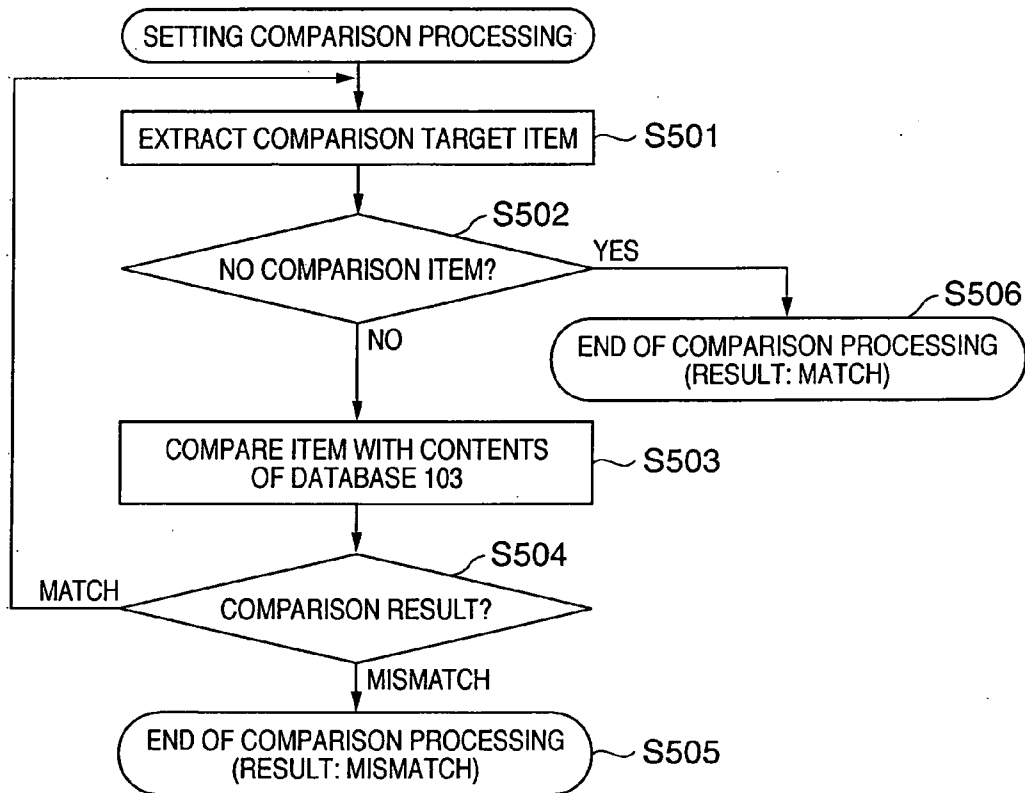 SETTING COMPARISON PROCESSING
EXTRACT COMPARISON TARGET ITEM
S501
S502
NO COMPARISON ITEM?
YES
S506
NO
END OF COMPARISON PROCESSING
(RESULT: MATCH)
COMPARE ITEM WITH CONTENTS
OF DATABASE 103
S503
S504
MATCH
COMPARISON RESULT?
MISMATCH
END OF COMPARISON PROCESSING
(RESULT: MISMATCH)
S505